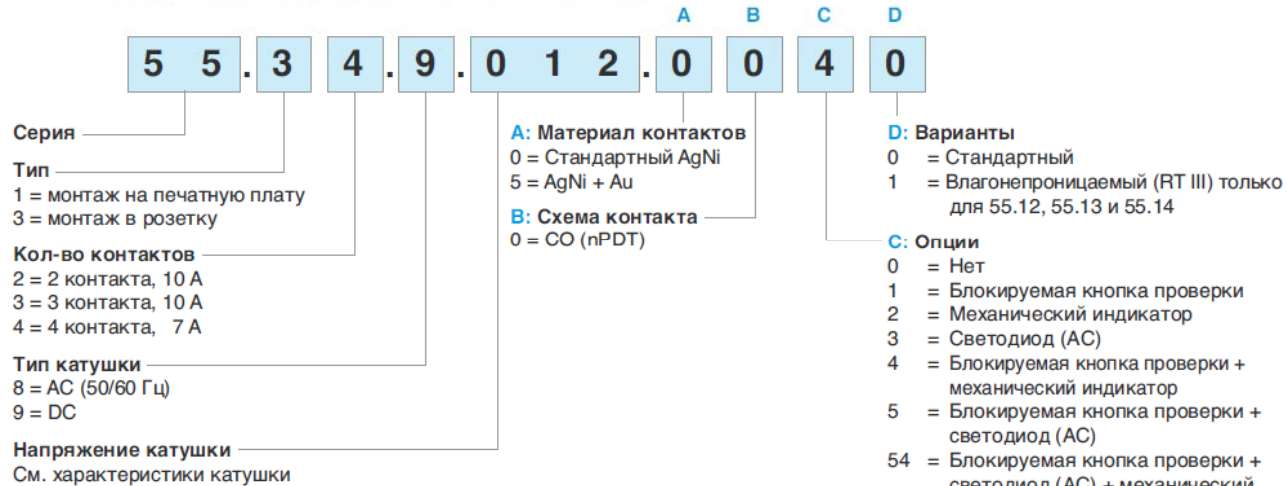 A B C D
5 5 . 3 4 . 9 . 0 1 2 . 0 0 4 0
Серия
Тип
1 = монтаж на печатную плату
3 = монтаж в розетку
Кол-во контактов
2 = 2 контакта, 10 А
3 = 3 контакта, 10 А
4 = 4 контакта, 7 А
Тип катушки
8 = AC (50/60 Гц)
9 = DC
Напряжение катушки
См. характеристики катушки
A: Материал контактов
0 = Стандартный AgNi
5 = AgNi + Au
B: Схема контакта
0 = CO (nPDT)
D: Варианты
0 = Стандартный
1 = Влагонепроницаемый (RT III) только
для 55.12, 55.13 и 55.14
C: Опции
0 = Нет
1 = Блокируемая кнопка проверки
2 = Механический индикатор
3 = Светодиод (AC)
4 = Блокируемая кнопка проверки +
механический индикатор
5 = Блокируемая кнопка проверки +
светодиод (AC)
54 = Блокируемая кнопка проверки +
светодиод (AC) + механический